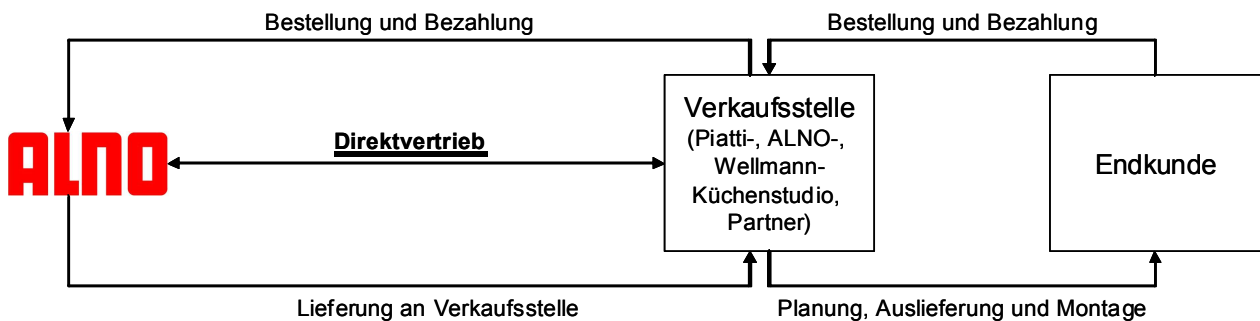 Bestellung und Bezahlung
Bestellung und Bezahlung
ALNO
Direktvertrieb
Verkaufsstelle
(Piatti-, ALNO-,
Wellmann-
Küchenstudio,
Partner)
Endkunde
Lieferung an Verkaufsstelle
Planung, Auslieferung und Montage